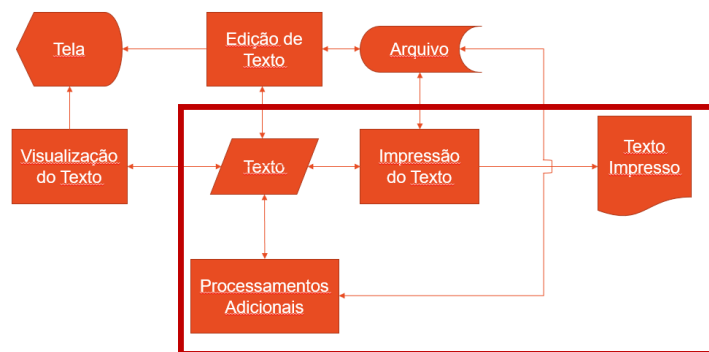 Tela
Edição de
Texto
Arquivo
Visualização
do Texto
Texto
Impressão
do Texto
Texto
Impresso
Processamentos
Adicionais